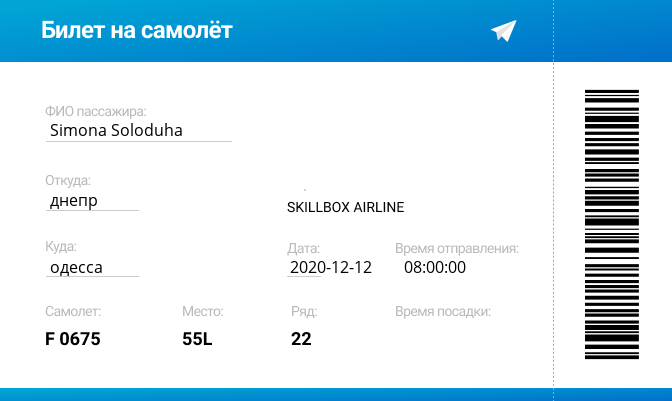 Билет на самолёт
ФИО пассажира:
Simona Soloduha
Откуда:
днепр
SKILLBOX AIRLINE
Куда:
одесса
Дата:
2020-12-12
Время отправления:
08:00:00
Самолет:
F 0675
Место:
55L
Ряд:
22
Время посадки: